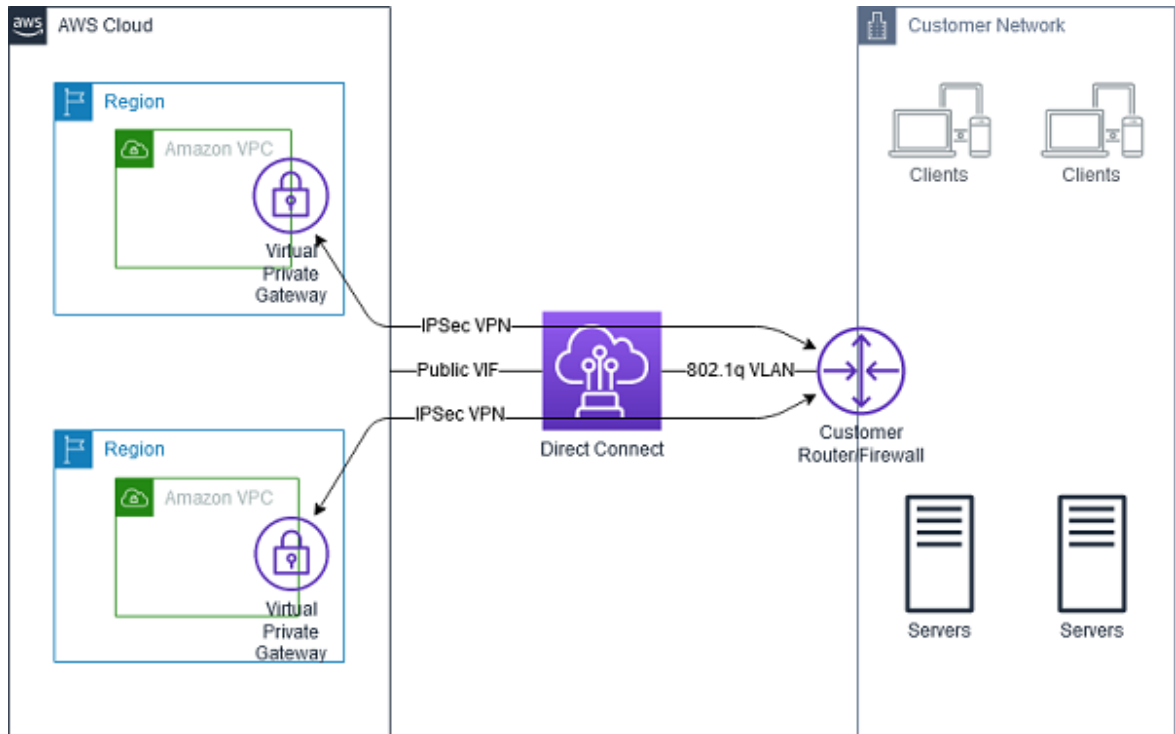 aws
AWS Cloud
Customer Network
Region
Amazon VPC
Virtual
Private
Gateway
Clients
Clients
IPSec VPN
Public VIF
802.1q VLAN
IPSec VPN
Direct Connect
Customer
Router/Firewall
Region
Amazon VPC
Virtual
Private
Gateway
Servers
Servers